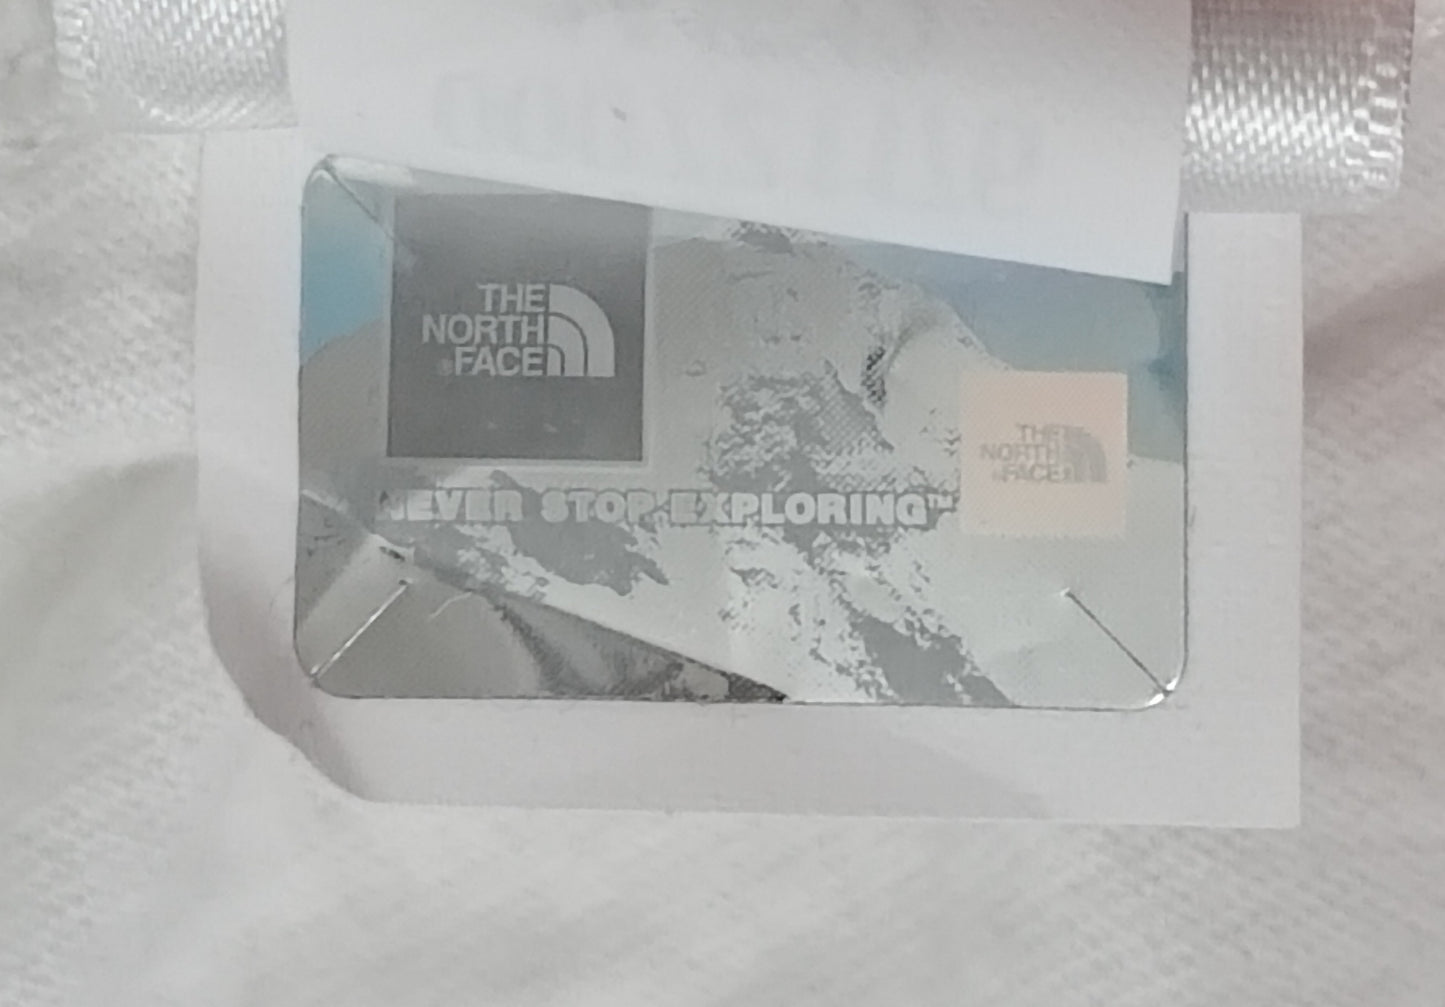 THE
NORTH
FACE
NEVER STOP EXPLORING™
THE
NORTH
FACE